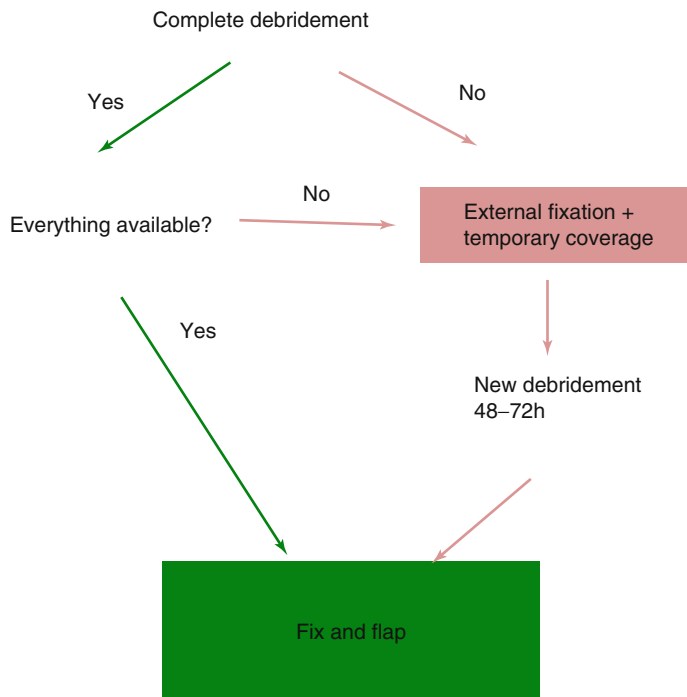 Complete debridement
Yes
No
Everything available?
No
External fixation +
temporary coverage
Yes
New debridement
48–72h
Fix and flap